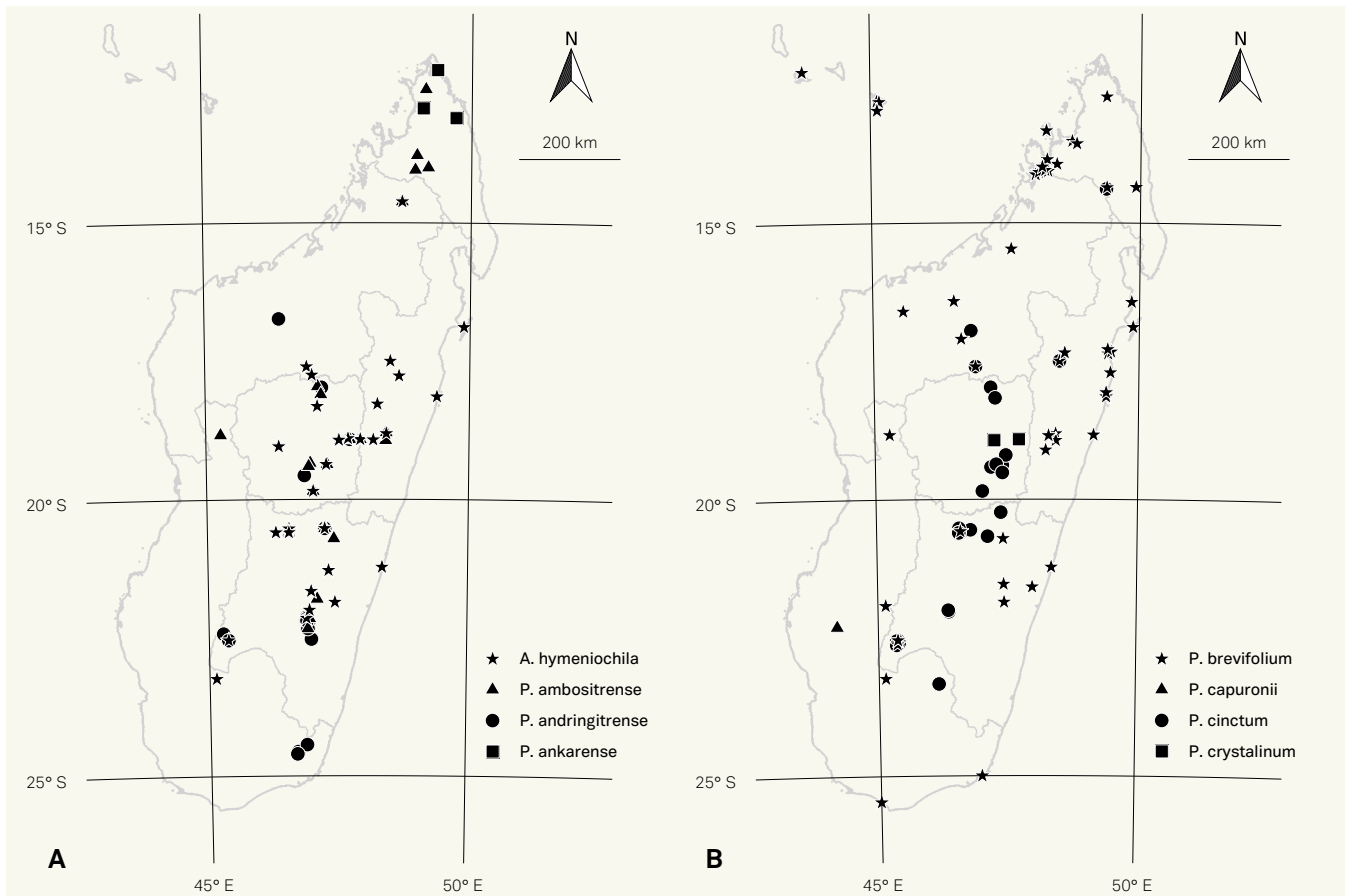 N
200 km
15° S
20° S
25° S
A. hymeniochila
P. ambositrense
P. andringitrense
P. ankarense
A
45° E
50° E
N
200 km
15° S
20° S
25° S
P. brevifolium
P. capuronii
P. cinctum
P. crystalinum
B
45° E
50° E